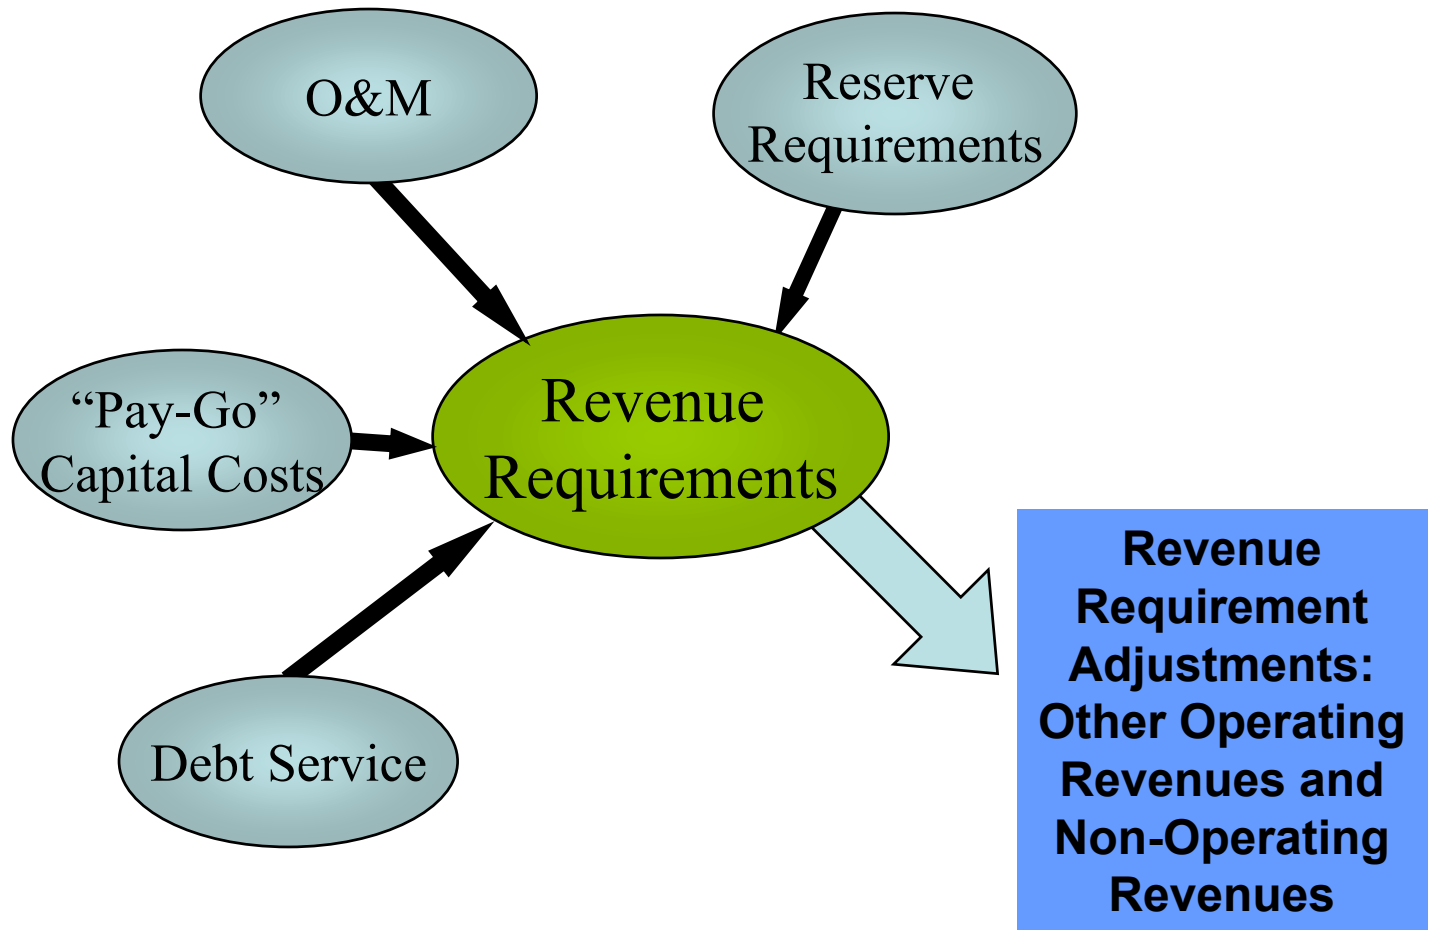 O&M
Reserve
Requirements
“Pay-Go”
Capital Costs
Revenue
Requirements
Debt Service
Revenue
Requirement
Adjustments:
Other Operating
Revenues and
Non-Operating
Revenues